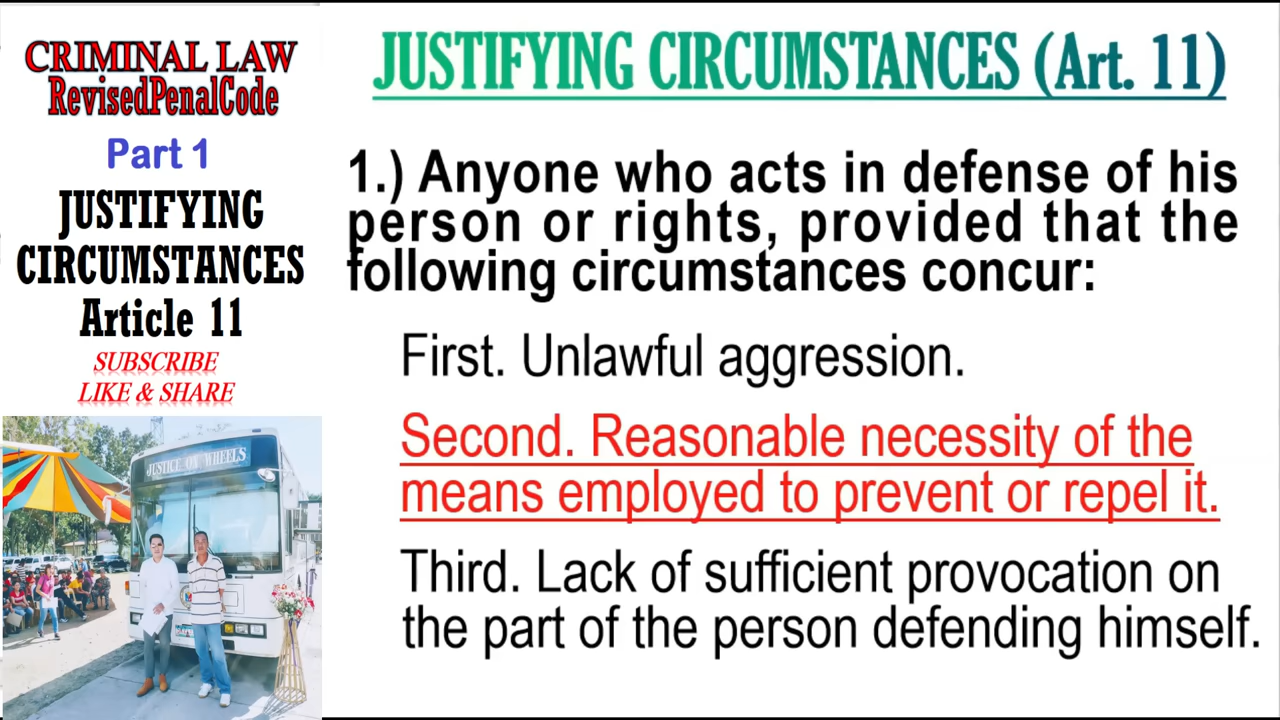 CRIMINAL LAW
RevisedPenalCode
Part 1
JUSTIFYING
CIRCUMSTANCES
Article 11
SUBSCRIBE
LIKE & SHARE
JUSTICE ON WHEELS
JUSTIFYING CIRCUMSTANCES (Art. 11)
1.) Anyone who acts in defense of his
person or rights, provided that the
following circumstances concur:
First. Unlawful aggression.
Second. Reasonable necessity of the
means employed to prevent or repel it.
Third. Lack of sufficient provocation on
the part of the person defending himself.